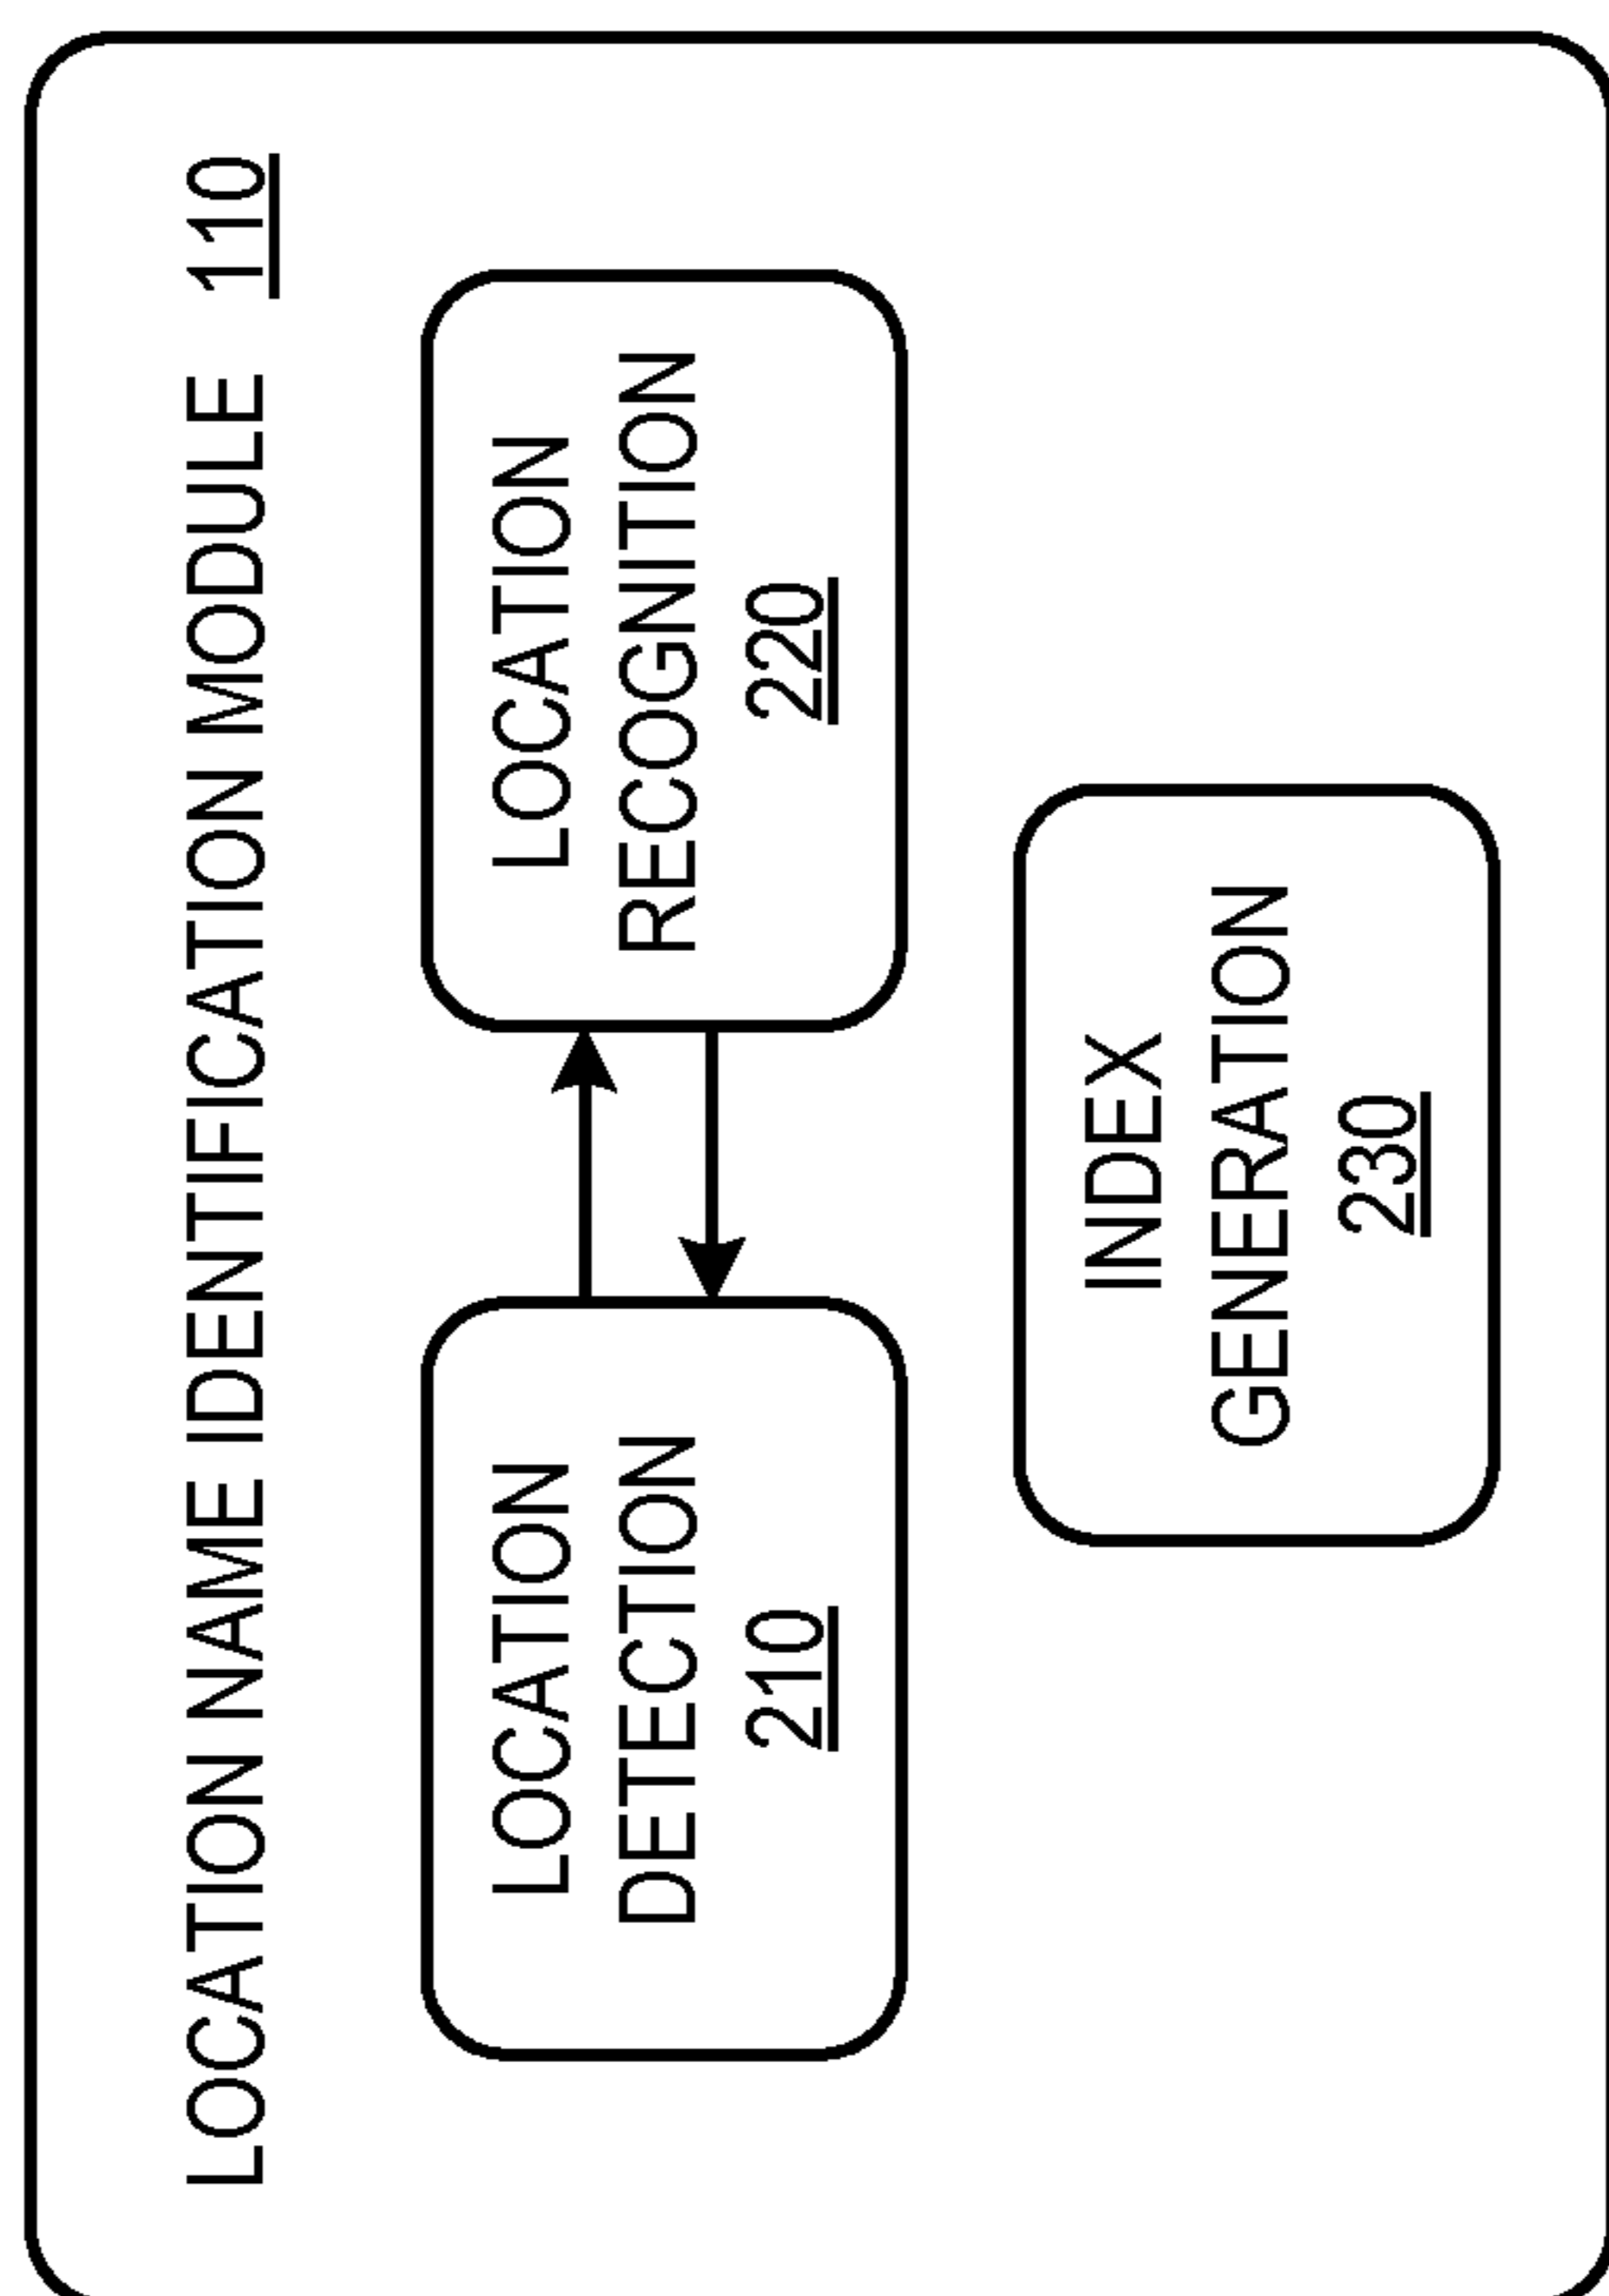 LOCATION NAME IDENTIFICATION MODULE 110
LOCATION
DETECTION
210
LOCATION
RECOGNITION
220
INDEX
GENERATION
230